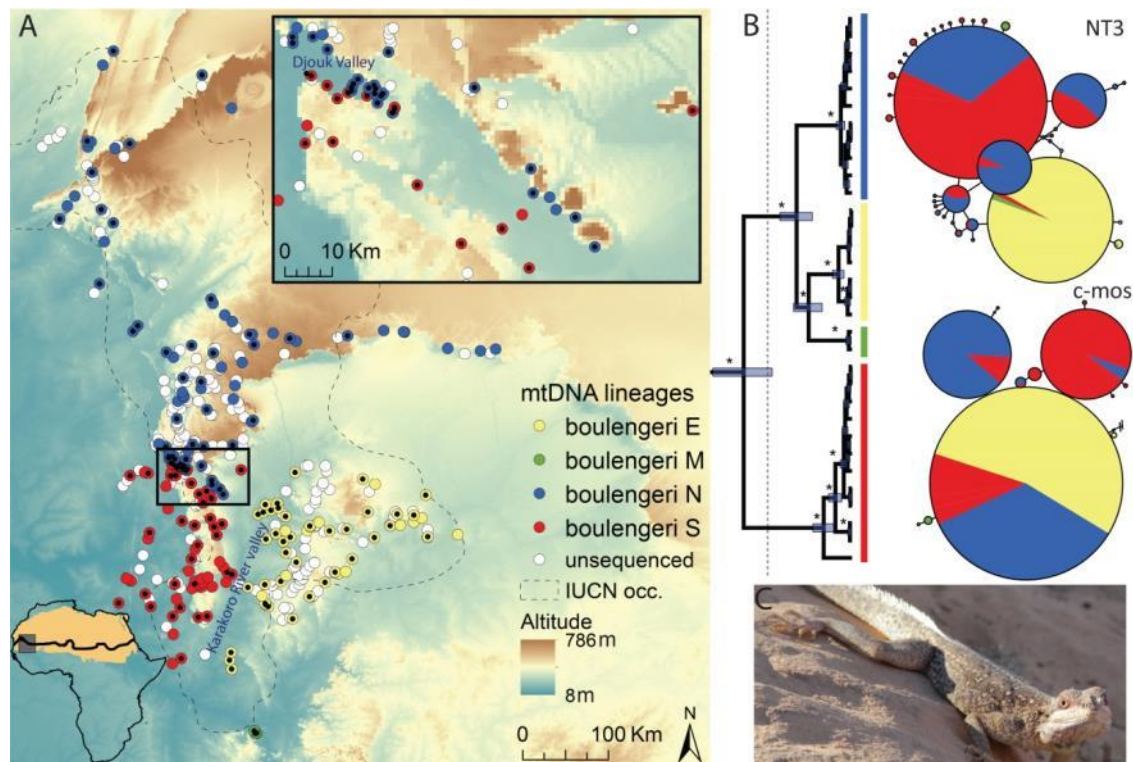 A
Djouk Valley
0
10 Km
Karakoro River valley
mtDNA lineages
boulengeri E
boulengeri M
boulengeri N
boulengeri S
unsequenced
IUCN occ.
Altitude
786 m
8 m
0
100 Km
N
B
*
*
*
*
*
*
*
*
*
*
*
*
NT3
c-mos
C